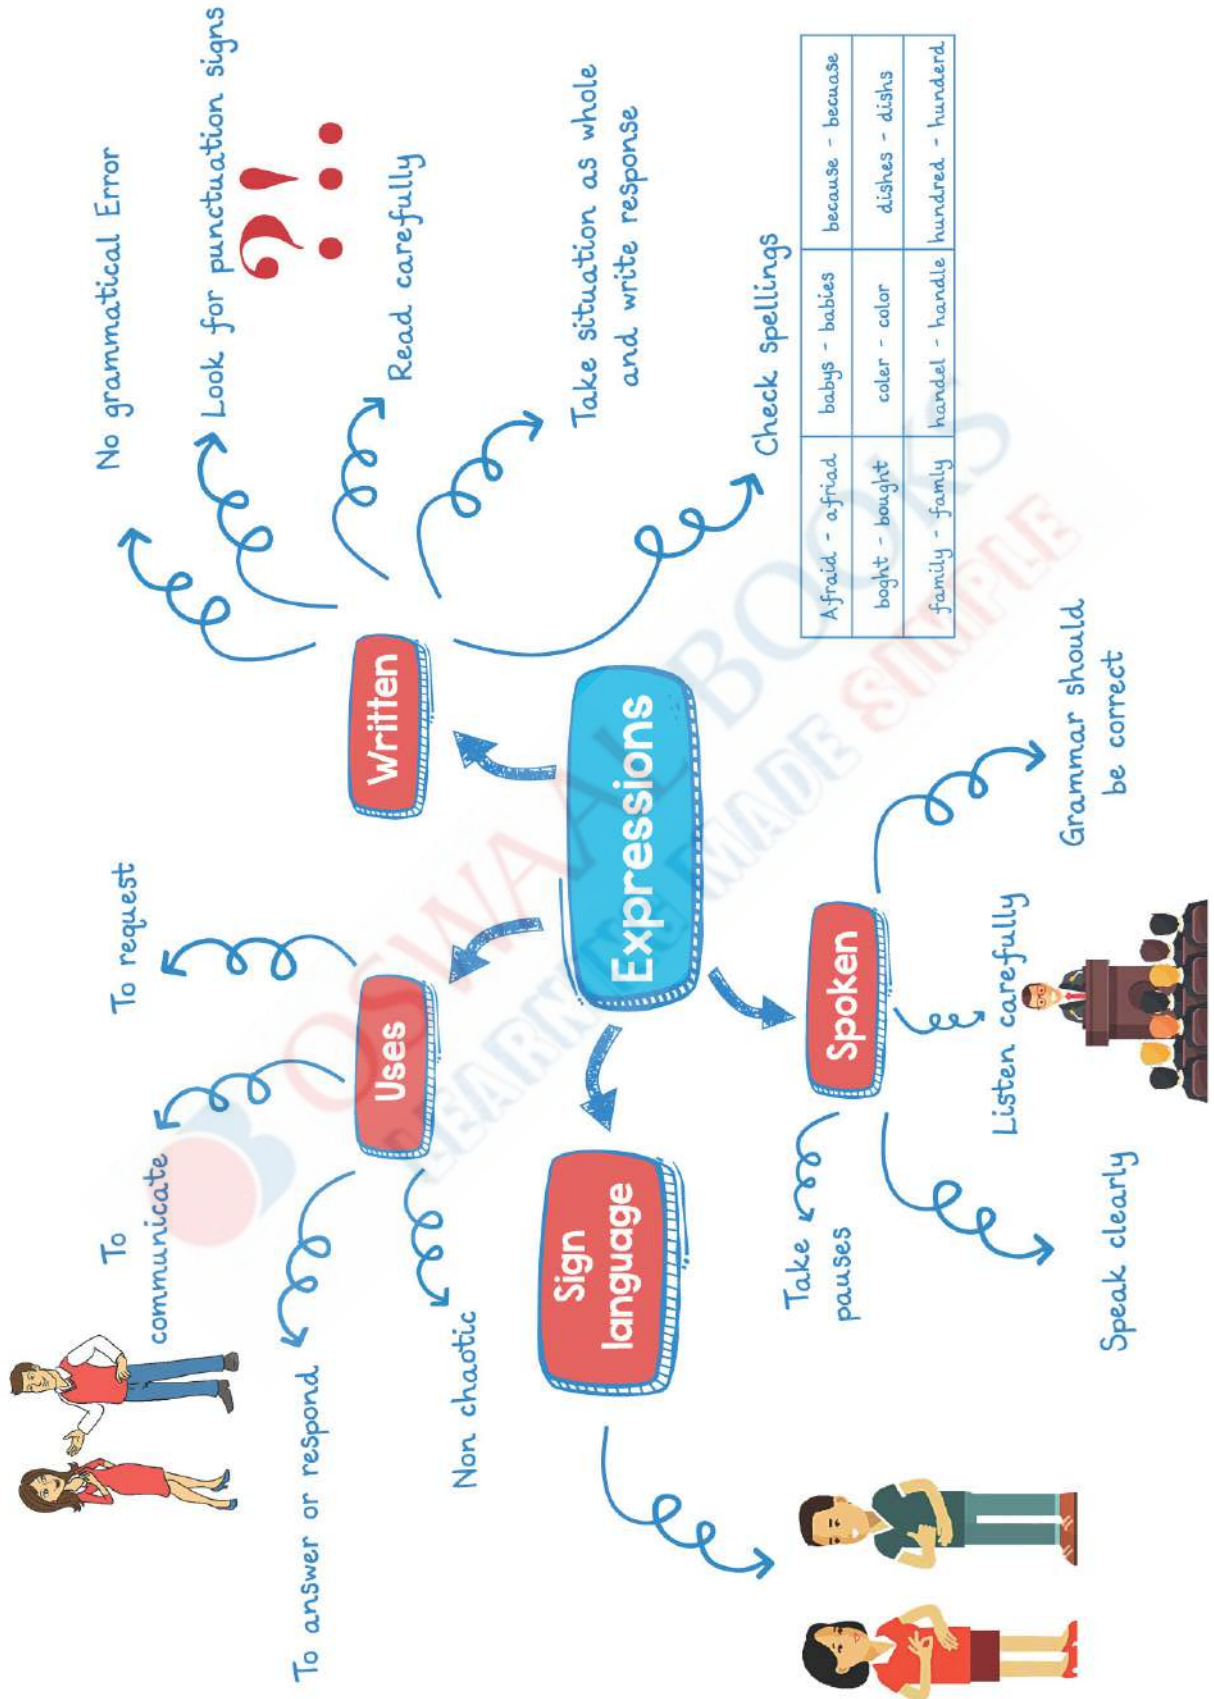 Expressions
Uses
To request
To
communicate
To answer or respond
Non chaotic
Written
No grammatical Error
Look for punctuation signs
? ! : .
Read carefully
Take situation as whole
and write response
Check spellings
Afraid - afriad
babys - babies
because - becuase
boght - bought
coler - color
dishes - dishs
family - famly
handel - handle
hundred - hunderd
Sign
language
Spoken
Take
pauses
Speak clearly
Listen carefully
Grammar should
be correct
OSWAAL BOOKS
LEARNING MADE SIMPLE